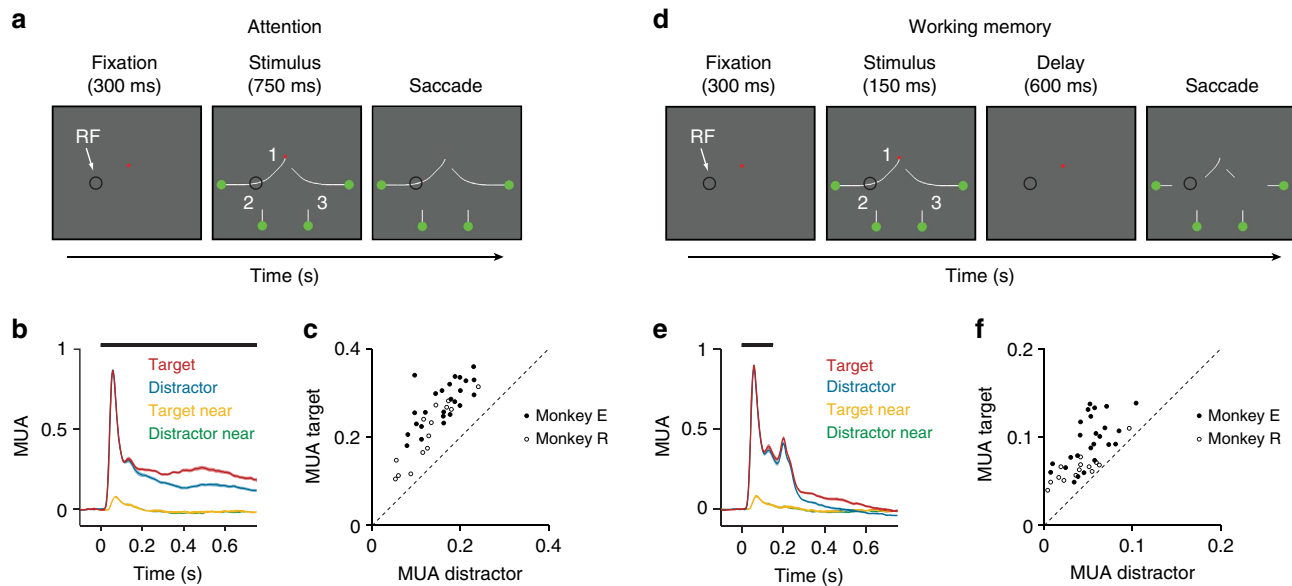 a
Attention
Fixation
(300 ms)
Stimulus
(750 ms)
Saccade
RF
1
2
3
Time (s)
d
Working memory
Fixation
(300 ms)
Stimulus
(150 ms)
Delay
(600 ms)
Saccade
RF
1
2
3
Time (s)
b
1
0.5
0
MUA
Target
Distractor
Target near
Distractor near
0 0.2 0.4 0.6
Time (s)
c
0.4
0.2
0
MUA target
Monkey E
Monkey R
0 0.2 0.4
MUA distractor
e
1
0.5
0
MUA
Target
Distractor
Target near
Distractor near
0 0.2 0.4 0.6
Time (s)
f
0.2
0.1
0
MUA target
Monkey E
Monkey R
0 0.1 0.2
MUA distractor